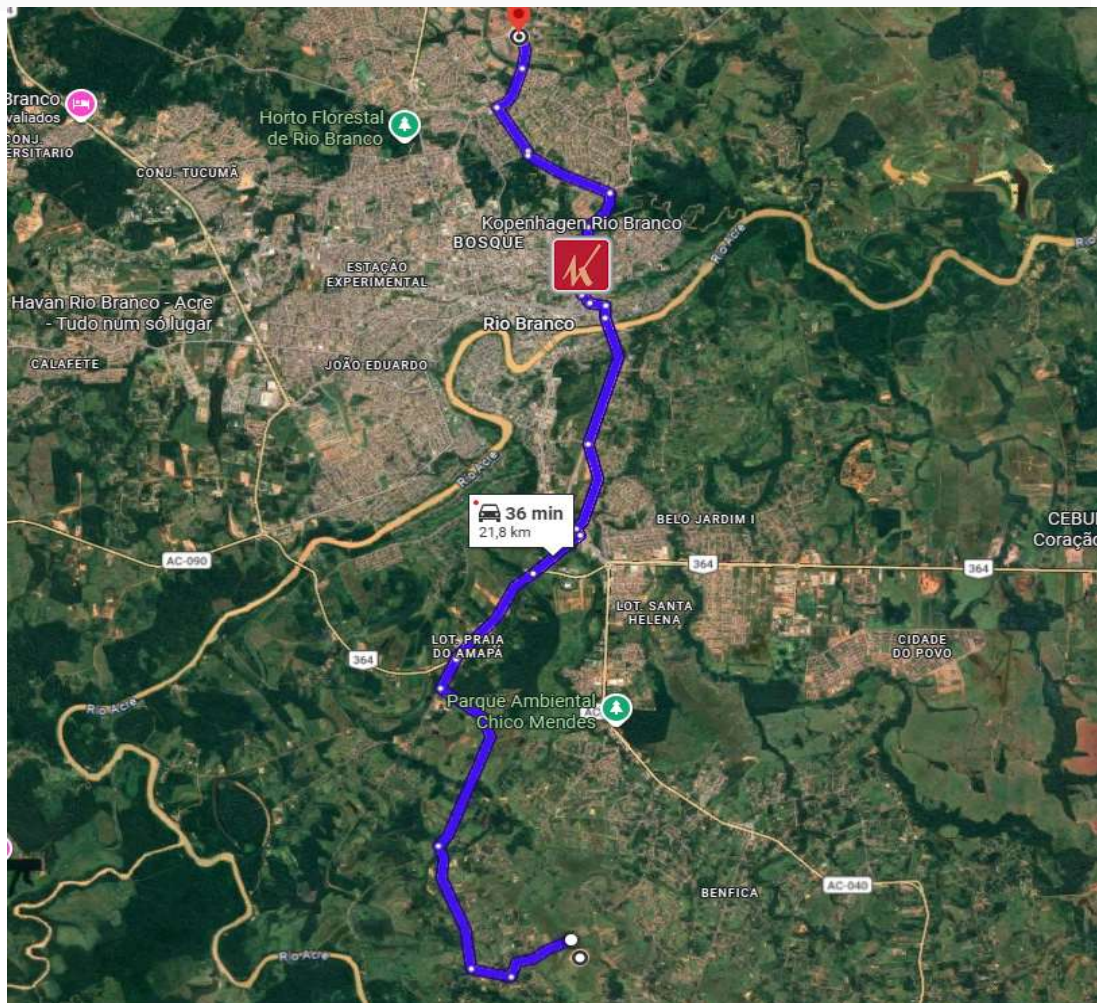 Branco
valiados
CONJ.
ERSITARIO
Horto Florestal
de Rio Branco
CONJ. TUCUMÃ
Kopenhagen Rio Branco
BOSQUE
Rio Acre
ESTAÇÃO
EXPERIMENTAL
Havan Rio Branco - Acre
- Tudo num só lugar
Rio Branco
CALAFETE
JOÃO EDUARDO
Rio Acre
36 min
21,8 km
BELO JARDIM I
CEBU
Coração
AC-090
364
364
LOT. SANTA
HELENA
LOT. PRAIA
DO AMAPÁ
CIDADE
DO POVO
364
Parque Ambiental
Chico Mendes
AC
Rio Acre
BENFICA
AC-040
Rio Acre